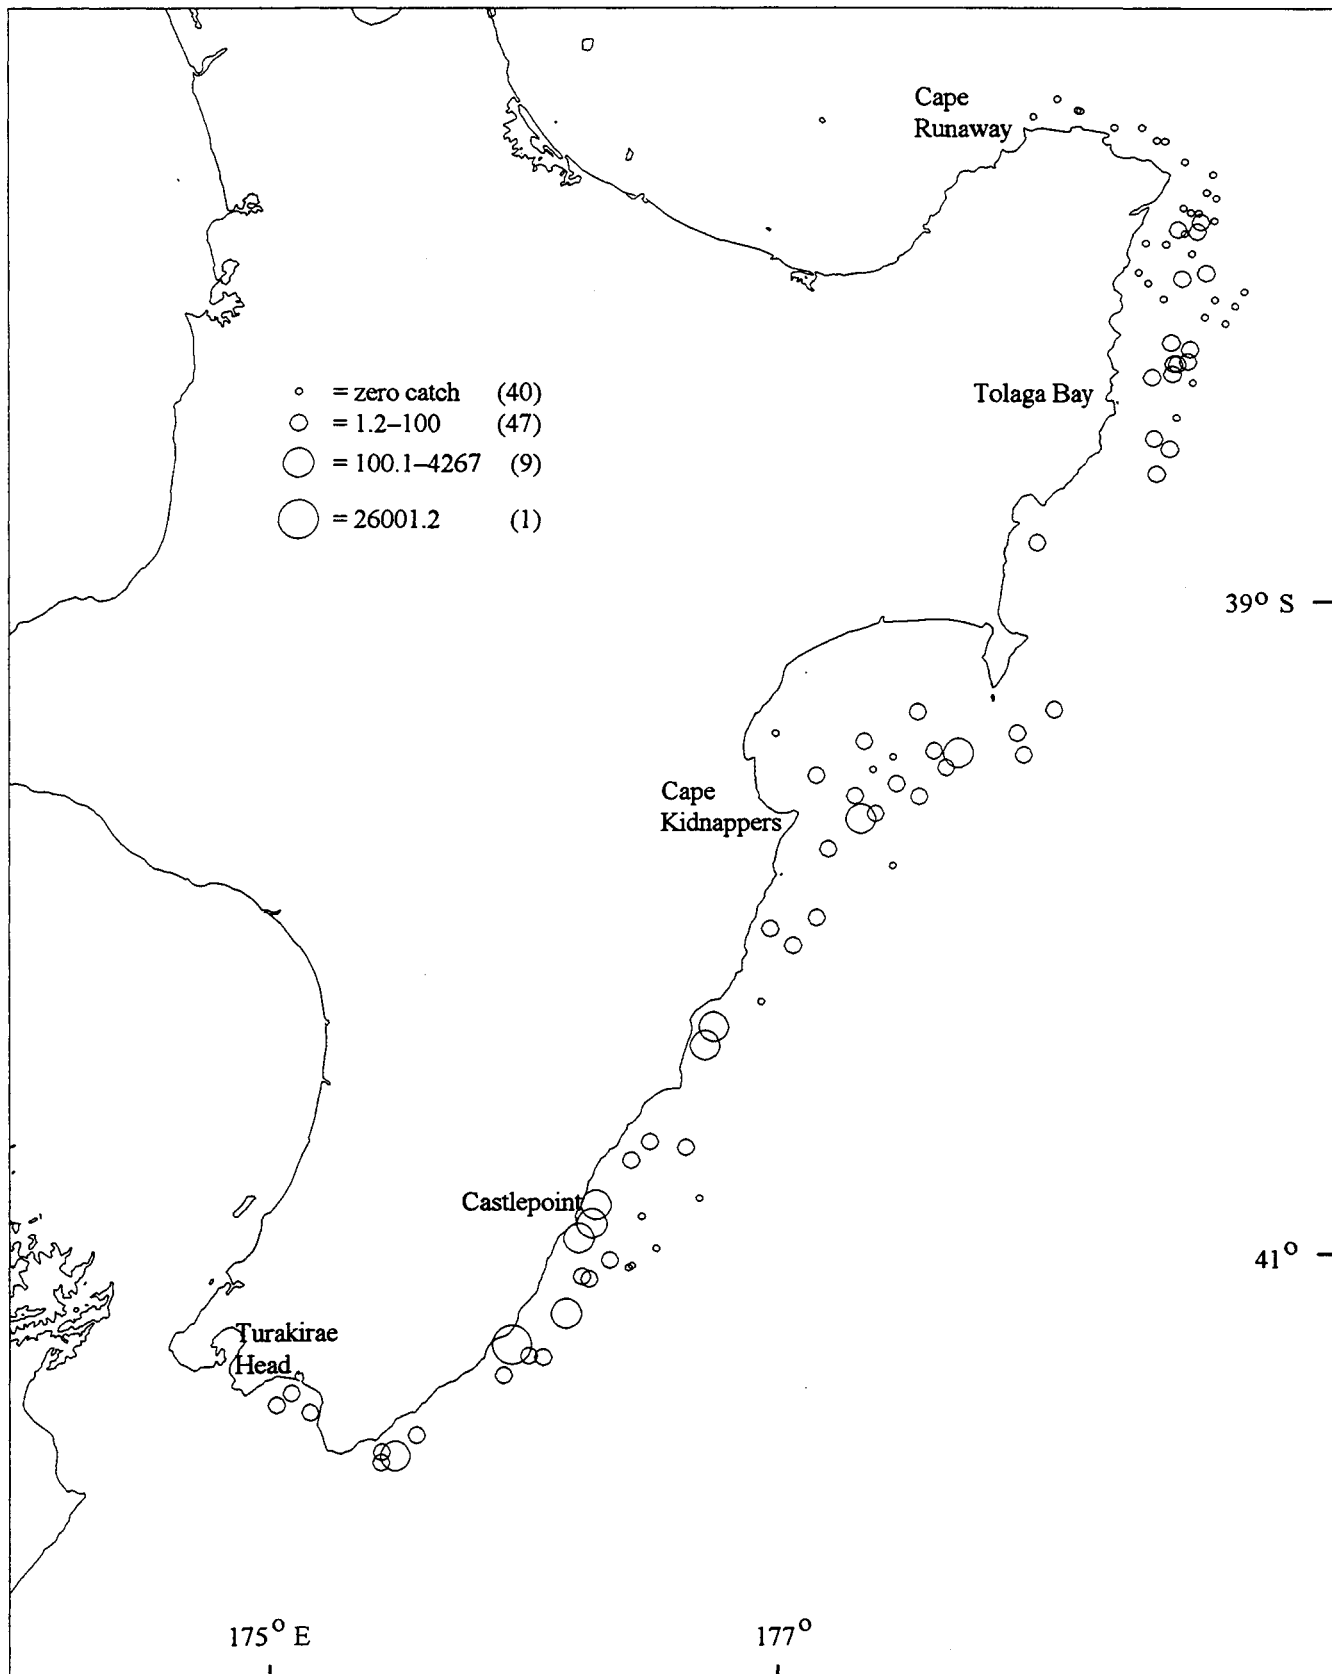 Cape
Runaway
= zero catch (40)
= 1.2–100 (47)
= 100.1–4267 (9)
= 26001.2 (1)
Tolaga Bay
39° S
Cape
Kidnappers
Castlepoint
41°
Turakirae
Head
175° E
177°